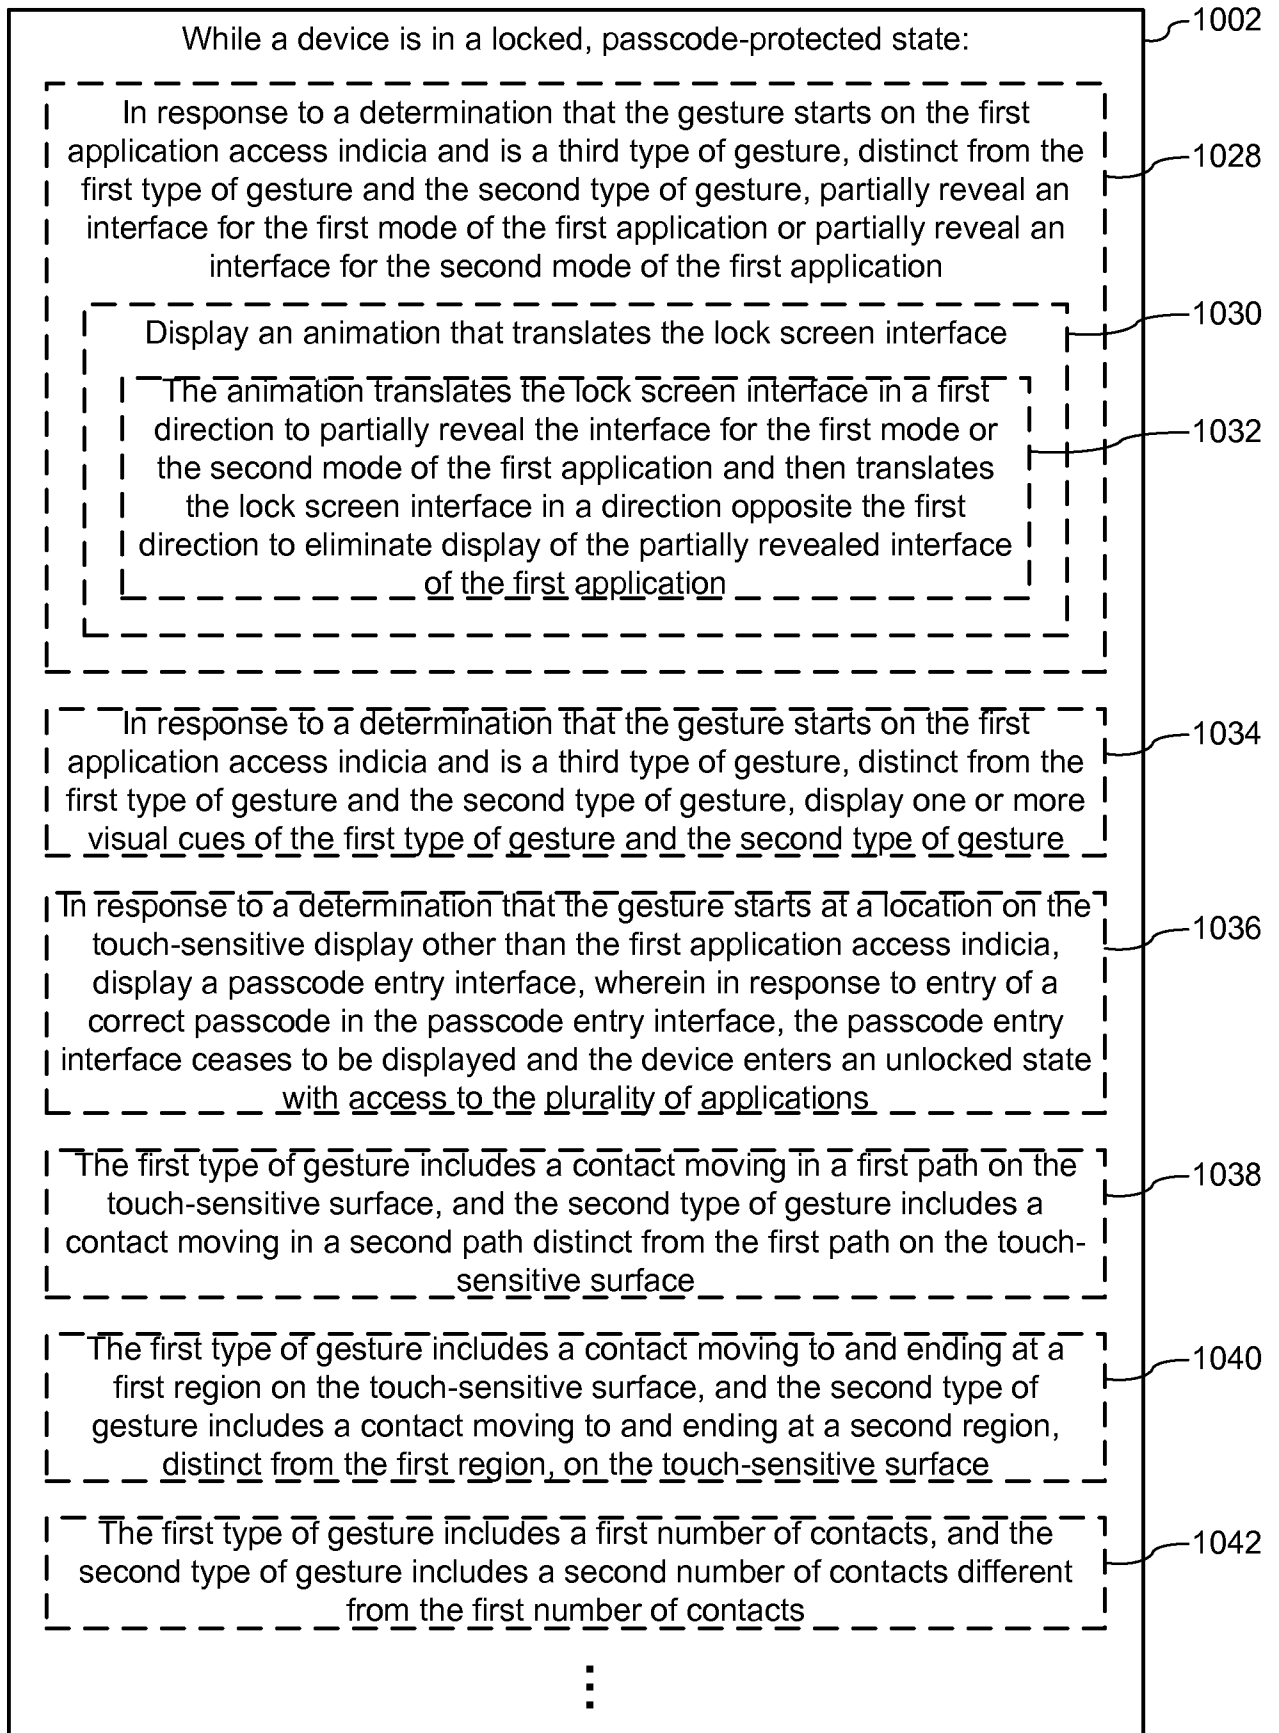 While a device is in a locked, passcode-protected state:
1002
In response to a determination that the gesture starts on the first
application access indicia and is a third type of gesture, distinct from the
first type of gesture and the second type of gesture, partially reveal an
interface for the first mode of the first application or partially reveal an
interface for the second mode of the first application
1028
Display an animation that translates the lock screen interface
1030
The animation translates the lock screen interface in a first
direction to partially reveal the interface for the first mode or
the second mode of the first application and then translates
the lock screen interface in a direction opposite the first
direction to eliminate display of the partially revealed interface
of the first application
1032
In response to a determination that the gesture starts on the first
application access indicia and is a third type of gesture, distinct from the
first type of gesture and the second type of gesture, display one or more
visual cues of the first type of gesture and the second type of gesture
1034
In response to a determination that the gesture starts at a location on the
touch-sensitive display other than the first application access indicia,
display a passcode entry interface, wherein in response to entry of a
correct passcode in the passcode entry interface, the passcode entry
interface ceases to be displayed and the device enters an unlocked state
with access to the plurality of applications
1036
The first type of gesture includes a contact moving in a first path on the
touch-sensitive surface, and the second type of gesture includes a
contact moving in a second path distinct from the first path on the touch-
sensitive surface
1038
The first type of gesture includes a contact moving to and ending at a
first region on the touch-sensitive surface, and the second type of
gesture includes a contact moving to and ending at a second region,
distinct from the first region, on the touch-sensitive surface
1040
The first type of gesture includes a first number of contacts, and the
second type of gesture includes a second number of contacts different
from the first number of contacts
1042